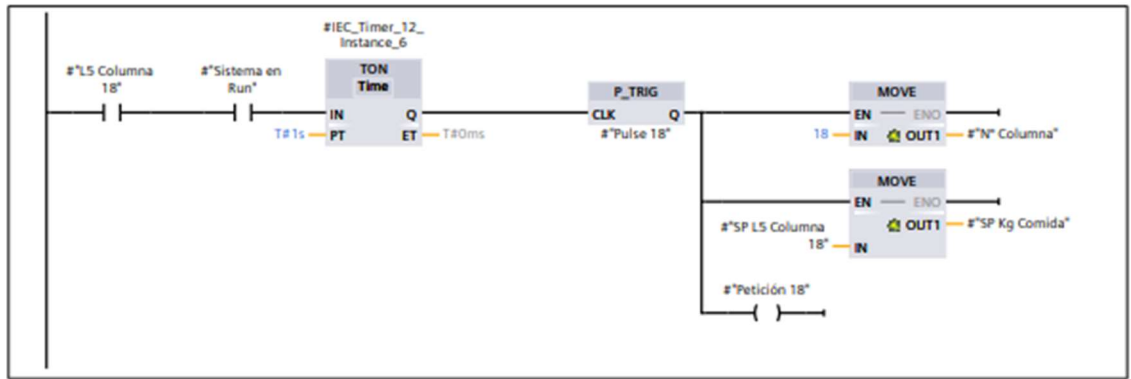 #IEC_Timer_12_
Instance_6
#"L5 Columna
18"
#"Sistema en
Run"
TON
Time
IN Q
T#1s PT ET T#0ms
P_TRIG
CLK Q
#"Pulse 18"
MOVE
EN ENO
18 IN OUT1 #"N° Columna"
MOVE
EN ENO
OUT1 #"SP Kg Comida"
#"SP L5 Columna
18" IN
#"Petición 18"